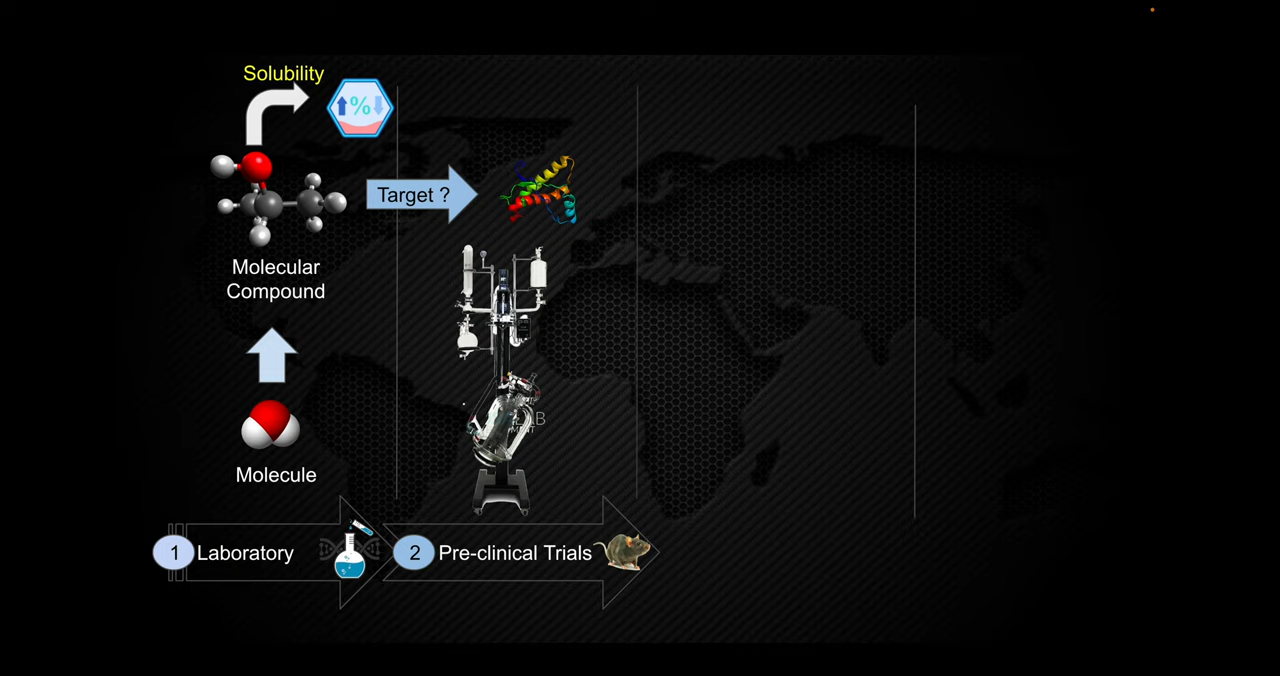 Solubility
%
Target ?
Molecular
Compound
Molecule
1 Laboratory
2 Pre-clinical Trials